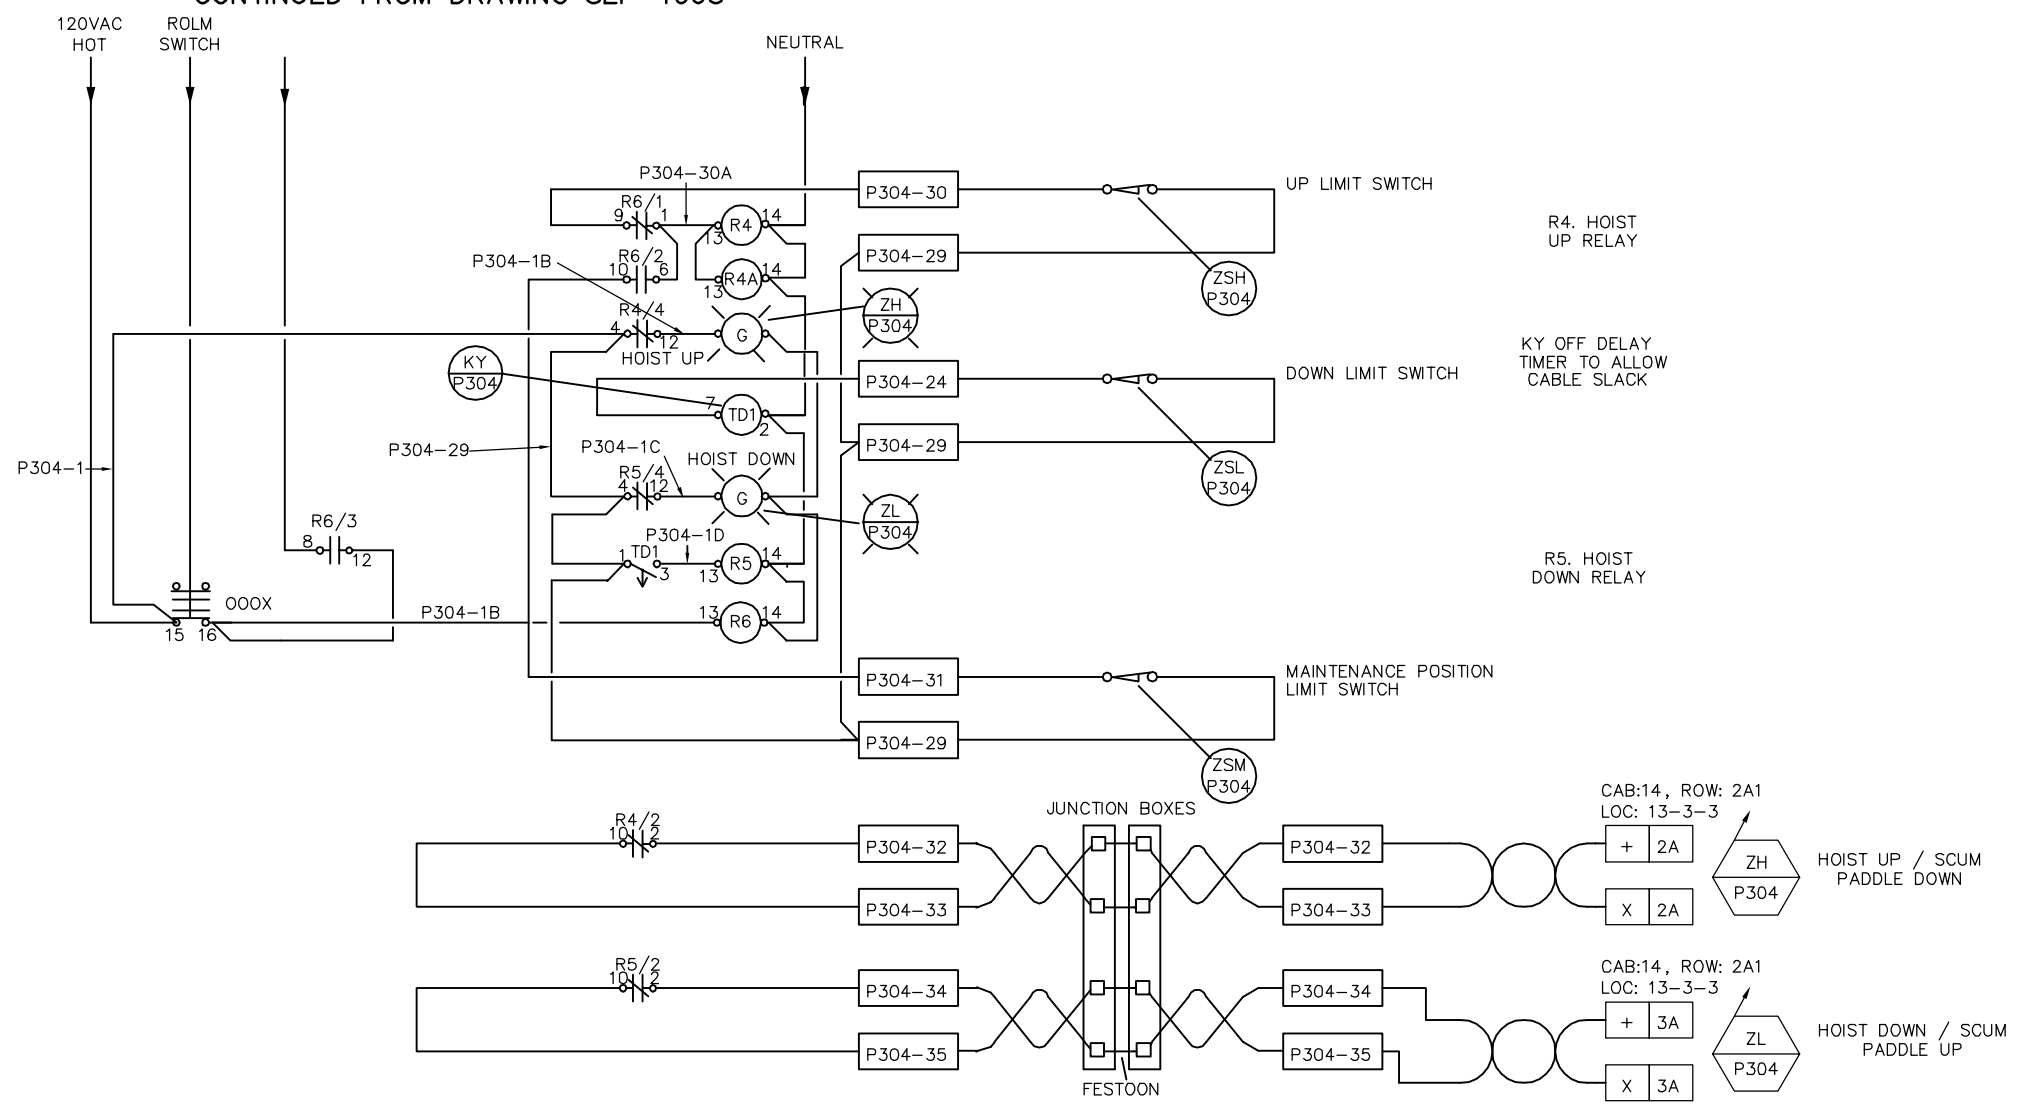 120VAC
HOT
ROLM
SWITCH
NEUTRAL
P304-30A
P304-30
UP LIMIT SWITCH
R6/1
9
1
13
R4
14
R4. HOIST
UP RELAY
P304-1B
R6/2
10
6
13
R4A
14
P304-29
ZSH
P304
R4/4
4
12
G
HOIST UP
ZH
P304
KY OFF DELAY
TIMER TO ALLOW
CABLE SLACK
KY
P304
P304-24
DOWN LIMIT SWITCH
7
TD1
2
P304-1
P304-29
P304-1C
HOIST DOWN
P304-29
ZSL
P304
R5/4
4
12
G
ZL
P304
R6/3
8
12
P304-1D
1
TD1
3
13
R5
14
R5. HOIST
DOWN RELAY
OOOX
15
16
P304-1B
13
R6
14
P304-31
MAINTENANCE POSITION
LIMIT SWITCH
P304-29
ZSM
P304
JUNCTION BOXES
CAB:14, ROW: 2A1
LOC: 13-3-3
R4/2
10
2
P304-32
P304-32
+
2A
ZH
P304
HOIST UP / SCUM
PADDLE DOWN
P304-33
P304-33
X
2A
R5/2
10
2
CAB:14, ROW: 2A1
LOC: 13-3-3
P304-34
P304-34
+
3A
ZL
P304
HOIST DOWN / SCUM
PADDLE UP
P304-35
P304-35
X
3A
FESTOON